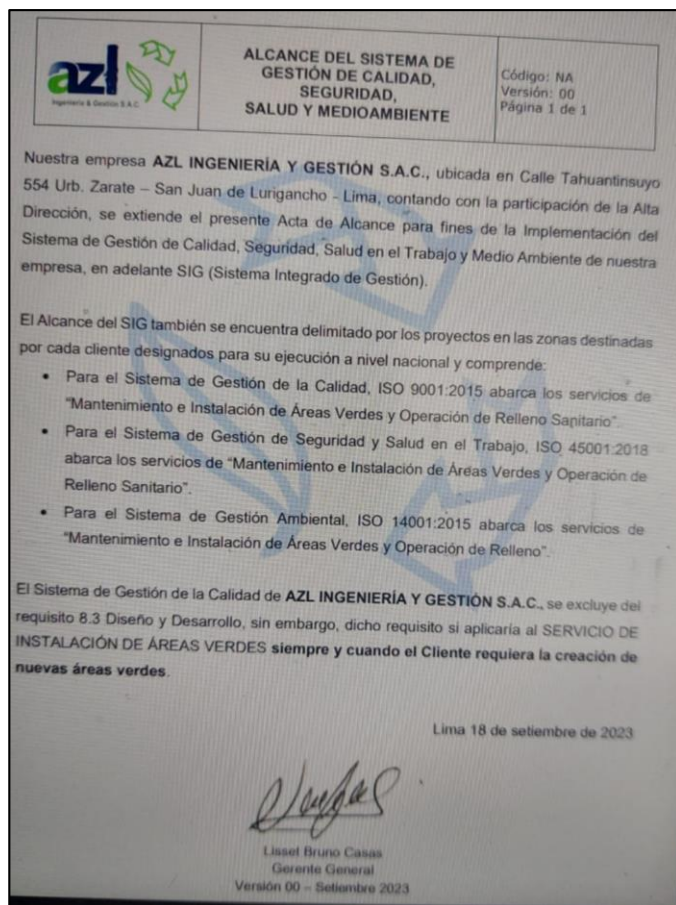 azl
Ingeniería & Gestión S.A.C.
ALCANCE DEL SISTEMA DE
GESTIÓN DE CALIDAD,
SEGURIDAD,
SALUD Y MEDIOAMBIENTE
Código: NA
Versión: 00
Página 1 de 1
Nuestra empresa AZL INGENIERÍA Y GESTIÓN S.A.C., ubicada en Calle Tahuantinsuyo
554 Urb. Zarate – San Juan de Lurigancho - Lima, contando con la participación de la Alta
Dirección, se extiende el presente Acta de Alcance para fines de la Implementación del
Sistema de Gestión de Calidad, Seguridad, Salud en el Trabajo y Medio Ambiente de nuestra
empresa, en adelante SIG (Sistema Integrado de Gestión).
El Alcance del SIG también se encuentra delimitado por los proyectos en las zonas destinadas
por cada cliente designados para su ejecución a nivel nacional y comprende:
• Para el Sistema de Gestión de la Calidad, ISO 9001:2015 abarca los servicios de
“Mantenimiento e Instalación de Áreas Verdes y Operación de Relleno Sanitario”.
• Para el Sistema de Gestión de Seguridad y Salud en el Trabajo, ISO 45001:2018
abarca los servicios de “Mantenimiento e Instalación de Áreas Verdes y Operación de
Relleno Sanitario”.
• Para el Sistema de Gestión Ambiental, ISO 14001:2015 abarca los servicios de
“Mantenimiento e Instalación de Áreas Verdes y Operación de Relleno”.
El Sistema de Gestión de la Calidad de AZL INGENIERÍA Y GESTIÓN S.A.C., se excluye del
requisito 8.3 Diseño y Desarrollo, sin embargo, dicho requisito si aplicaría al SERVICIO DE
INSTALACIÓN DE ÁREAS VERDES siempre y cuando el Cliente requiera la creación de
nuevas áreas verdes.
Lima 18 de setiembre de 2023
Lisset Bruno Casas
Gerente General
Versión 00 – Setiembre 2023